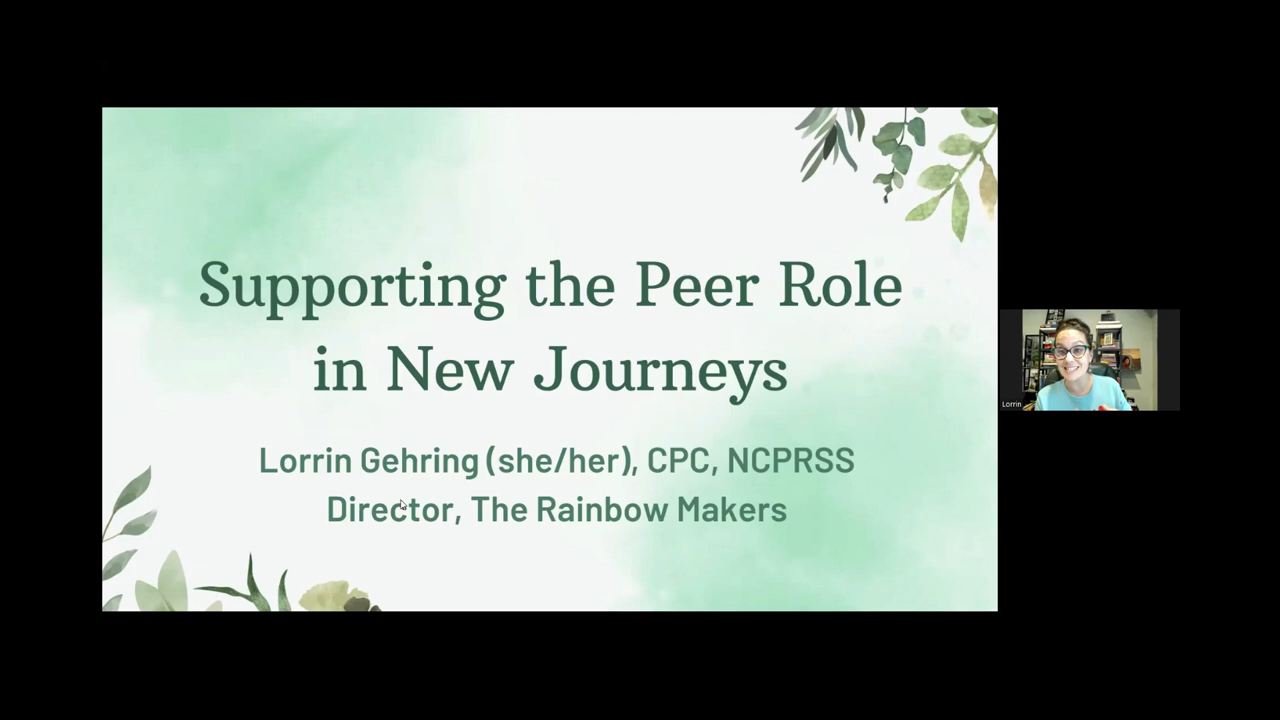 Supporting the Peer Role
in New Journeys
Lorrin Gehring (she/her), CPC, NCPRSS
Director, The Rainbow Makers
Lorrin